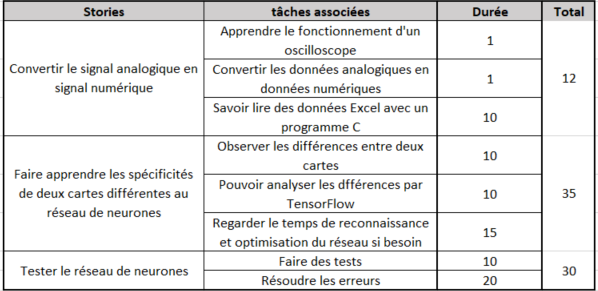 Stories tâches associées Durée Total
Apprendre le fonctionnement d'un
oscilloscope
1
Convertir le signal analogique en
signal numérique
Convertir les données analogiques en
données numériques
1
12
Savoir lire des données Excel avec un
programme C
10
Observer les différences entre deux
cartes
10
Faire apprendre les spécificités
de deux cartes différentes au
réseau de neurones
Pouvoir analyser les dfférences par
TensorFlow
10
35
Regarder le temps de reconnaissance
et optimisation du réseau si besoin
15
Tester le réseau de neurones
Faire des tests
10
30
Résoudre les erreurs
20